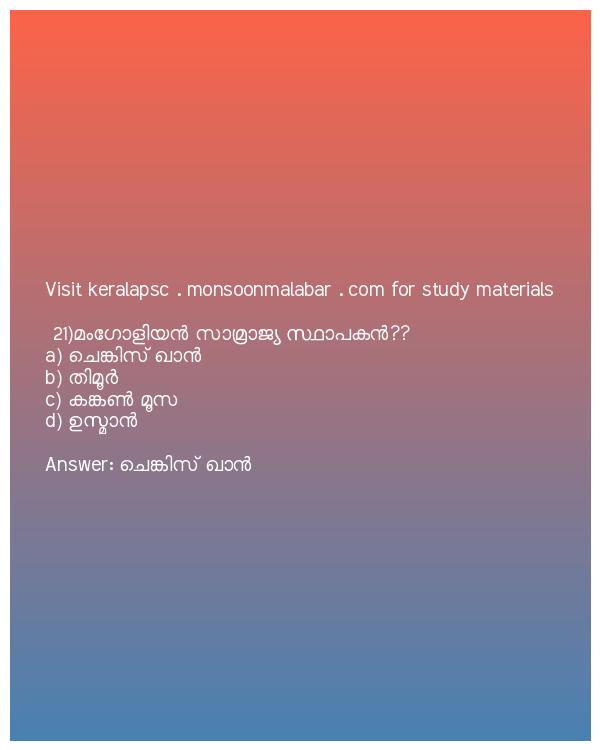 Visit keralapsc . monsoonmalabar . com for study materials
21)മംഗോളിയൻ സാമ്രാജ്യ സ്ഥാപകൻ??
a) ചെങ്കിസ് ഖാൻ
b) തിമൂർ
c) കങ്കൺ മൂസ
d) ഉസ്മാൻ
Answer: ചെങ്കിസ് ഖാൻ